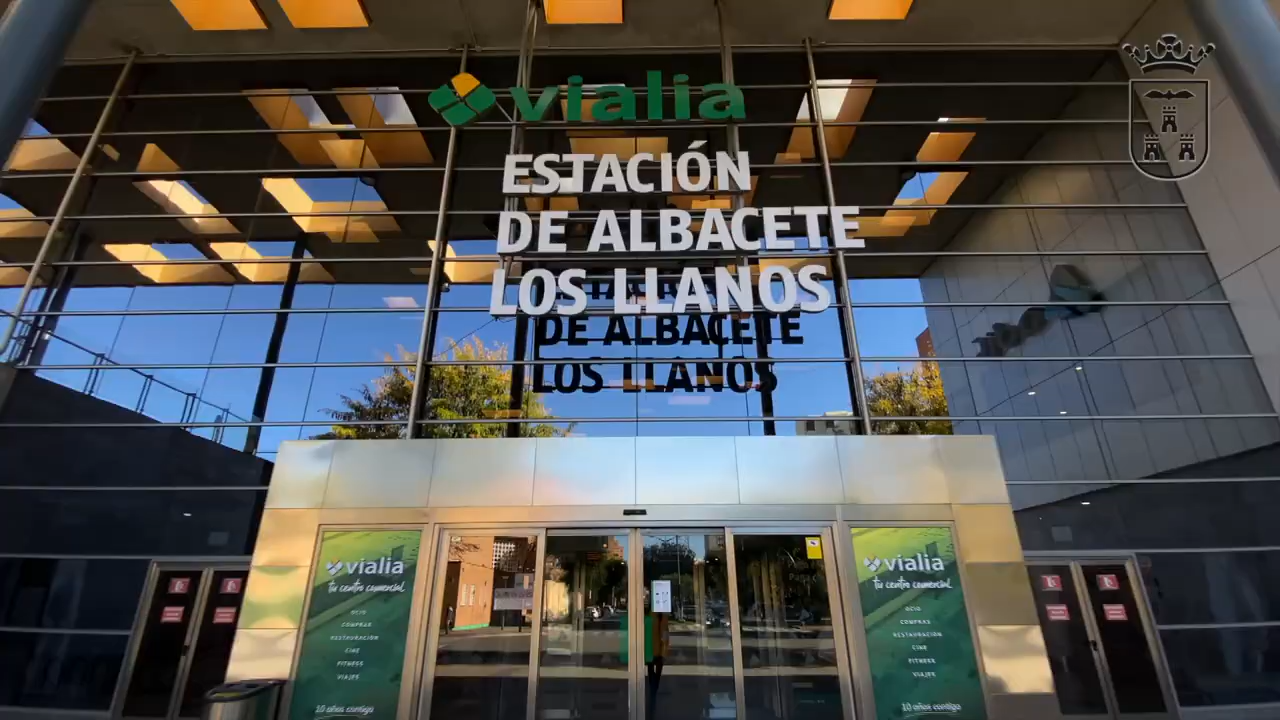 vialia
ESTACIÓN
DE ALBACETE
LOS LLANOS
DE ALBACETE
LOS LLANOS
vialia
tu centro comercial
OCIO
COMPRAS
RESTAURACIÓN
CINE
FITNESS
VIAJES
10 años contigo
vialia
tu centro comercial
OCIO
COMPRAS
RESTAURACIÓN
CINE
FITNESS
VIAJES
10 años contigo